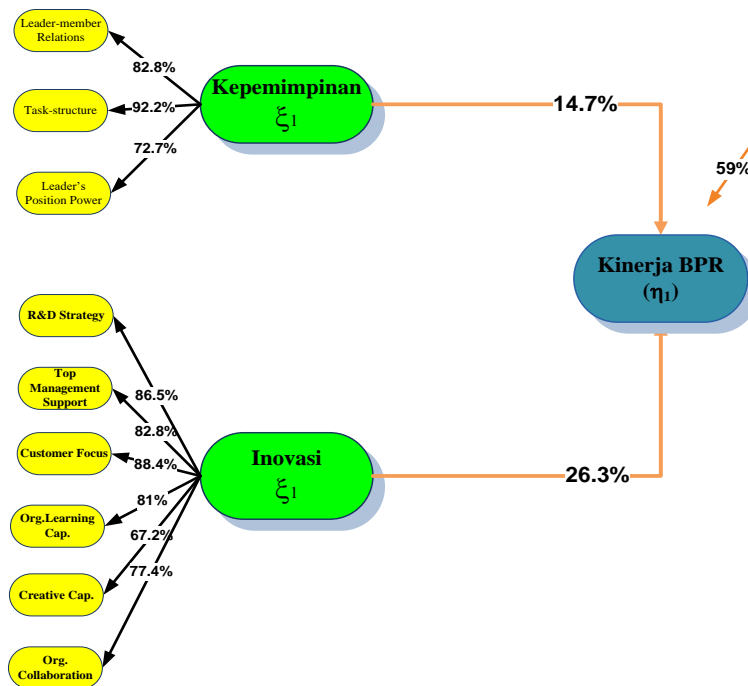 Leader-member
Relations
82.8%
Task-structure
92.2%
72.7%
Leader's
Position Power
Kepemimpinan
ξ1
14.7%
59%
Kinerja BPR
(η1)
R&D Strategy
Top
Management
Support
86.5%
82.8%
Customer Focus
88.4%
Inovasi
ξ1
26.3%
81%
Org.Learning
Cap.
67.2%
77.4%
Creative Cap.
Org.
Collaboration